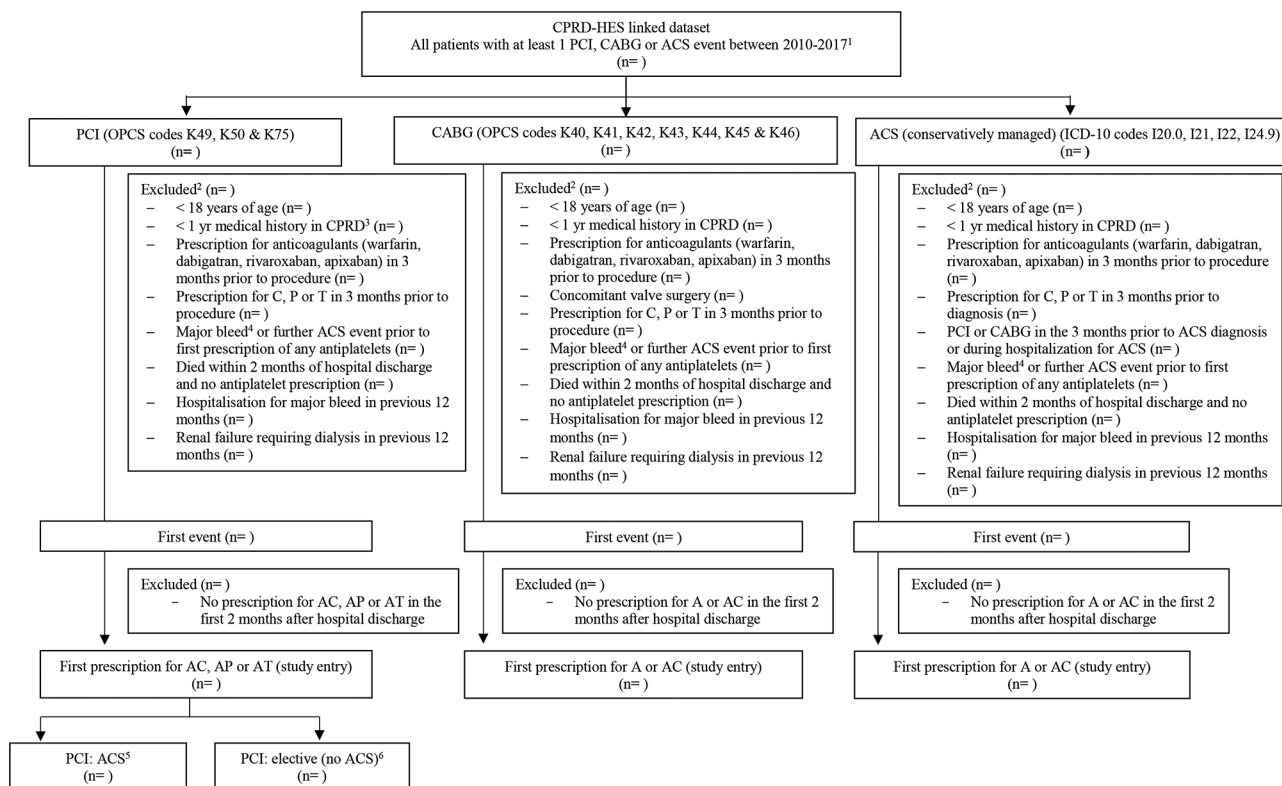 CPRD-HES linked dataset
All patients with at least 1 PCI, CABG or ACS event between 2010-2017¹
(n= )
PCI (OPCS codes K49, K50 & K75)
(n= )
CABG (OPCS codes K40, K41, K42, K43, K44, K45 & K46)
(n= )
ACS (conservatively managed) (ICD-10 codes I20.0, I21, I22, I24.9)
(n= )
Excluded² (n= )
– < 18 years of age (n= )
– < 1 yr medical history in CPRD³ (n= )
– Prescription for anticoagulants (warfarin,
dabigatran, rivaroxaban, apixaban) in 3
months prior to procedure (n= )
– Prescription for C, P or T in 3 months prior to
procedure (n= )
– Major bleed⁴ or further ACS event prior to
first prescription of any antiplatelets (n= )
– Died within 2 months of hospital discharge
and no antiplatelet prescription (n= )
– Hospitalisation for major bleed in previous 12
months (n= )
– Renal failure requiring dialysis in previous 12
months (n= )
Excluded² (n= )
– < 18 years of age (n= )
– < 1 yr medical history in CPRD (n= )
– Prescription for anticoagulants (warfarin,
dabigatran, rivaroxaban, apixaban) in 3 months
prior to procedure (n= )
– Concomitant valve surgery (n= )
– Prescription for C, P or T in 3 months prior to
procedure (n= )
– Major bleed⁴ or further ACS event prior to first
prescription of any antiplatelets (n= )
– Died within 2 months of hospital discharge and
no antiplatelet prescription (n= )
– Hospitalisation for major bleed in previous 12
months (n= )
– Renal failure requiring dialysis in previous 12
months (n= )
Excluded² (n= )
– < 18 years of age (n= )
– < 1 yr medical history in CPRD (n= )
– Prescription for anticoagulants (warfarin, dabigatran,
rivaroxaban, apixaban) in 3 months prior to procedure
(n= )
– Prescription for C, P or T in 3 months prior to
diagnosis (n= )
– PCI or CABG in the 3 months prior to ACS diagnosis
or during hospitalization for ACS (n= )
– Major bleed⁴ or further ACS event prior to first
prescription of any antiplatelets (n= )
– Died within 2 months of hospital discharge and no
antiplatelet prescription (n= )
– Hospitalisation for major bleed in previous 12 months
(n= )
– Renal failure requiring dialysis in previous 12 months
(n= )
First event (n= )
First event (n= )
First event (n= )
Excluded (n= )
– No prescription for AC, AP or AT in the
first 2 months after hospital discharge
Excluded (n= )
– No prescription for A or AC in the first 2
months after hospital discharge
Excluded (n= )
– No prescription for A or AC in the first 2
months after hospital discharge
First prescription for AC, AP or AT (study entry)
(n= )
First prescription for A or AC (study entry)
(n= )
First prescription for A or AC (study entry)
(n= )
PCI: ACS⁵
(n= )
PCI: elective (no ACS)⁶
(n= )